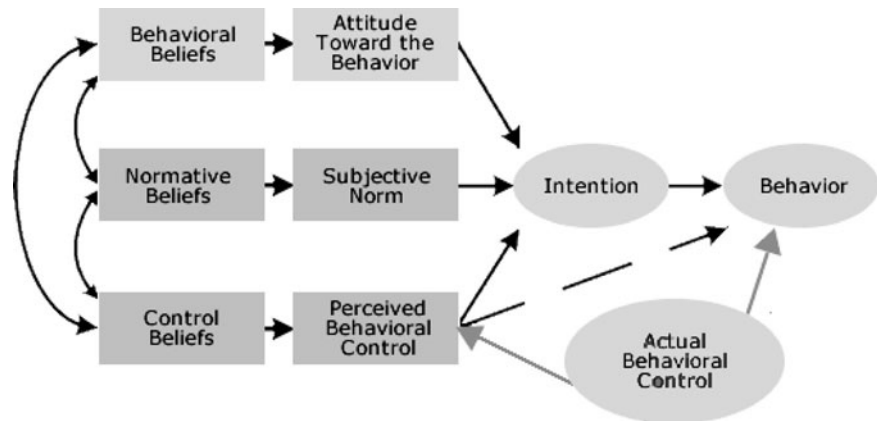 Behavioral
Beliefs
Attitude
Toward the
Behavior
Normative
Beliefs
Subjective
Norm
Intention
Behavior
Control
Beliefs
Perceived
Behavioral
Control
Actual
Behavioral
Control